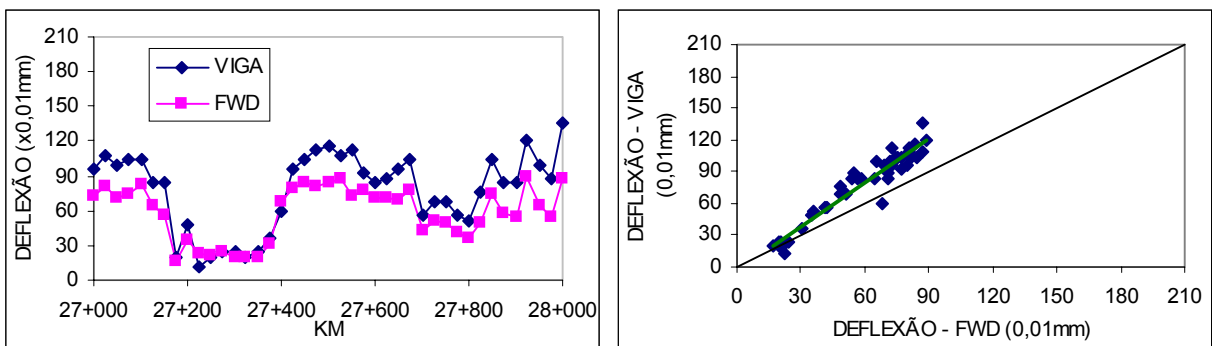 DEFLEXÃO (x0,01mm)
210
180
150
120
90
60
30
0
VIGA
FWD
27+000 27+200 27+400 27+600 27+800 28+000
KM
DEFLEXÃO - VIGA
(0,01mm)
210
180
150
120
90
60
30
0
0 30 60 90 120 150 180 210
DEFLEXÃO - FWD (0,01mm)